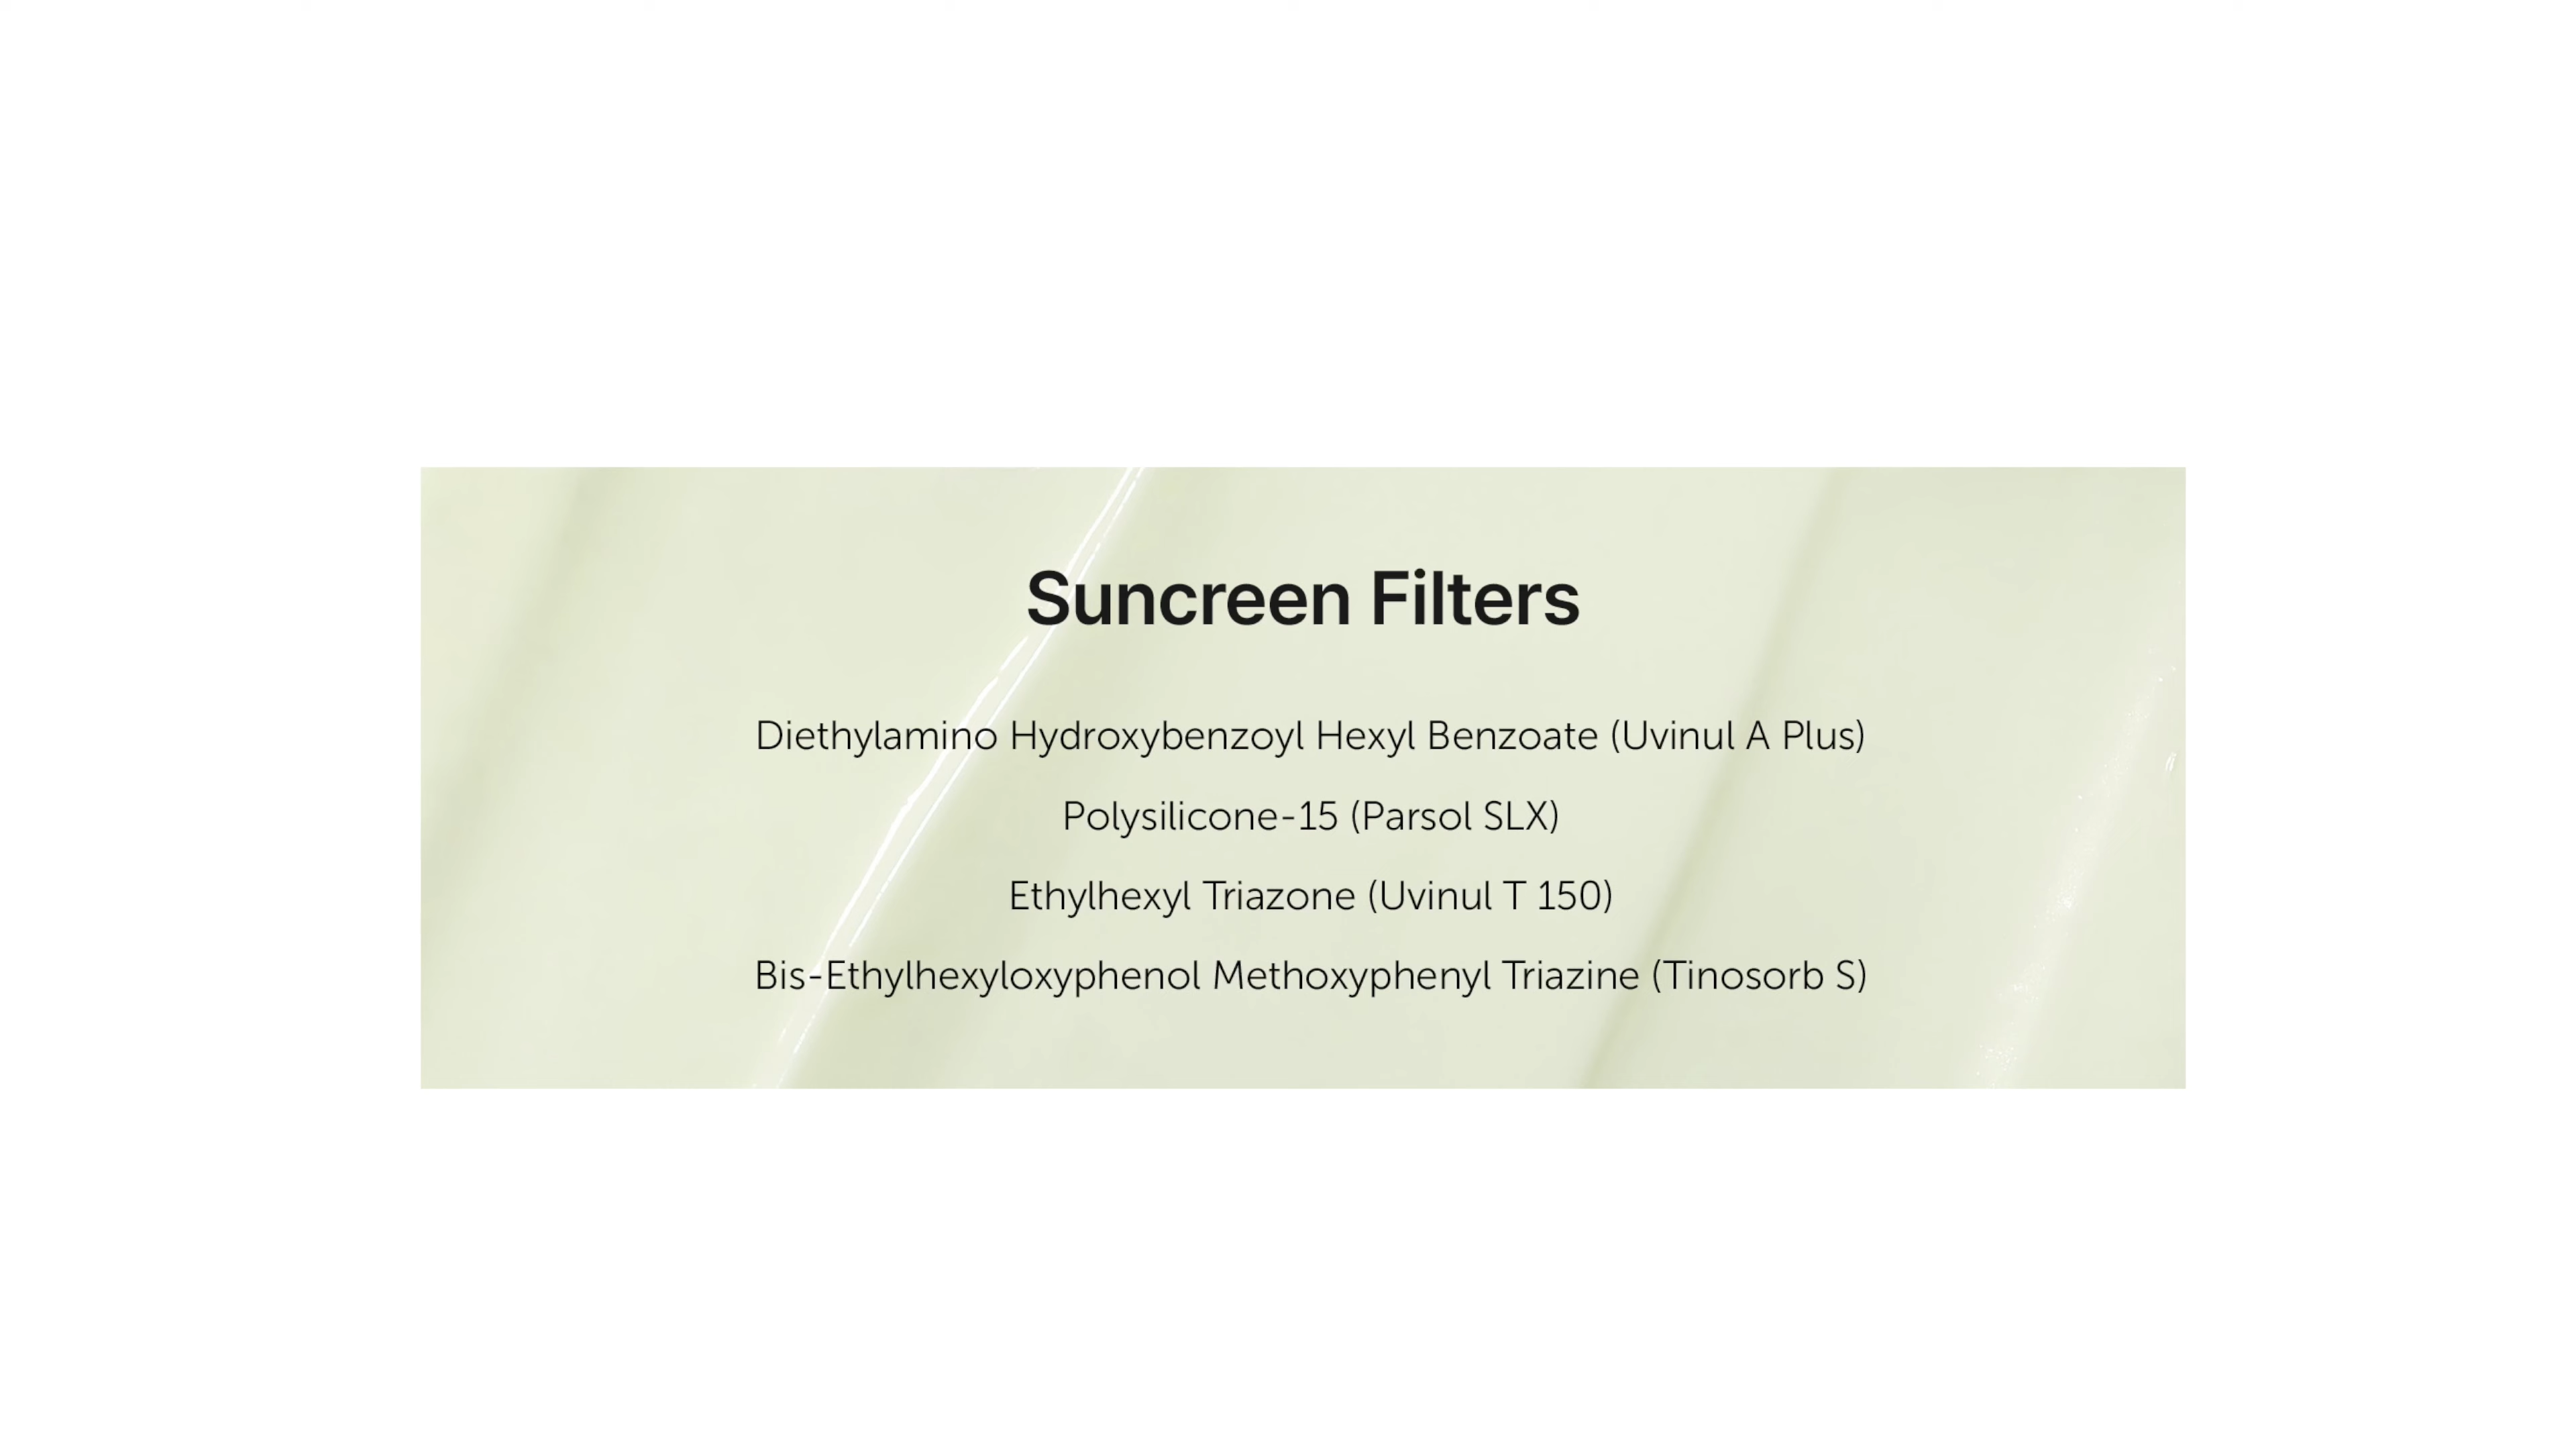 Suncreen Filters
Diethylamino Hydroxybenzoyl Hexyl Benzoate (Uvinul A Plus)
Polysilicone-15 (Parsol SLX)
Ethylhexyl Triazone (Uvinul T 150)
Bis-Ethylhexyloxyphenol Methoxyphenyl Triazine (Tinosorb S)